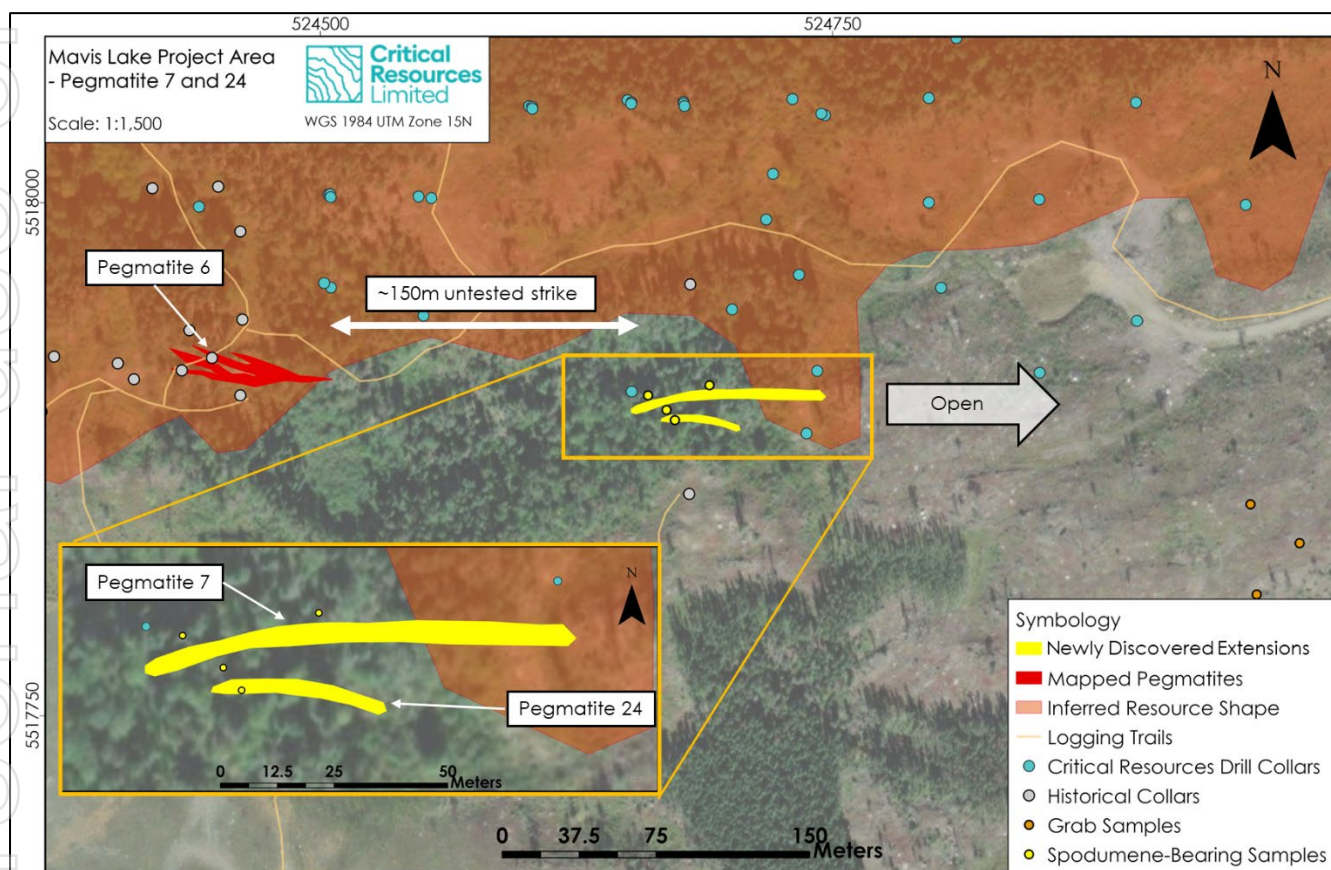 524500
524750
Mavis Lake Project Area
- Pegmatite 7 and 24
Scale: 1:1,500
Critical
Resources
Limited
WGS 1984 UTM Zone 15N
N
5518000
Pegmatite 6
~150m untested strike
Open
Pegmatite 7
N
Pegmatite 24
0 12.5 25 50
Meters
5517750
0 37.5 75 150
Meters
Symbology
Newly Discovered Extensions
Mapped Pegmatites
Inferred Resource Shape
Logging Trails
Critical Resources Drill Collars
Historical Collars
Grab Samples
Spodumene-Bearing Samples